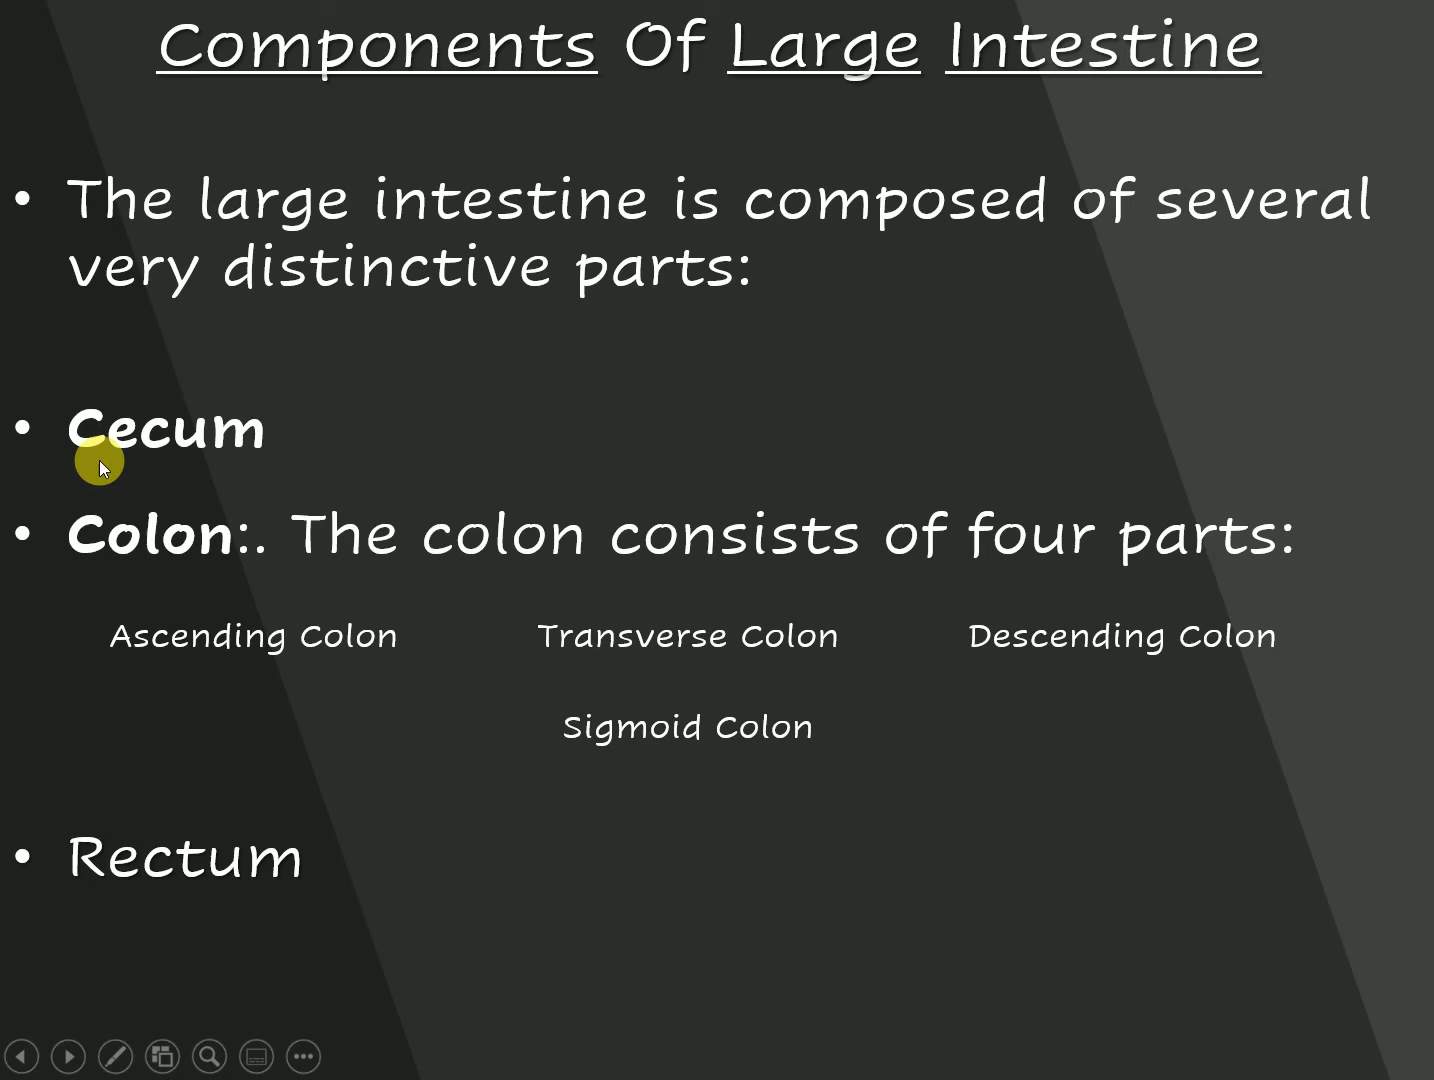 Components Of Large Intestine
• The large intestine is composed of several
very distinctive parts:
• Cecum
• Colon:. The colon consists of four parts:
Ascending Colon Transverse Colon Descending Colon
Sigmoid Colon
• Rectum